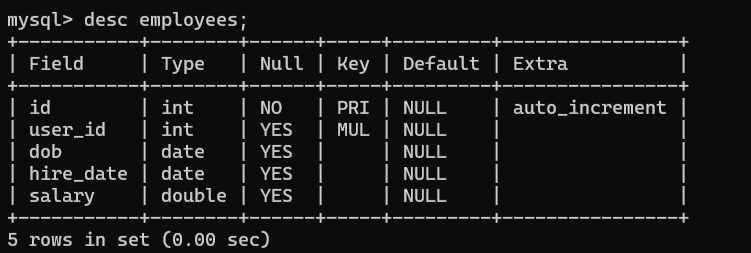 mysql> desc employees;
+-----------+--------+------+-----+---------+----------------+
| Field     | Type   | Null | Key | Default | Extra          |
+-----------+--------+------+-----+---------+----------------+
| id        | int    | NO   | PRI | NULL    | auto_increment |
| user_id   | int    | YES  | MUL | NULL    |                |
| dob       | date   | YES  |     | NULL    |                |
| hire_date | date   | YES  |     | NULL    |                |
| salary    | double | YES  |     | NULL    |                |
+-----------+--------+------+-----+---------+----------------+
5 rows in set (0.00 sec)